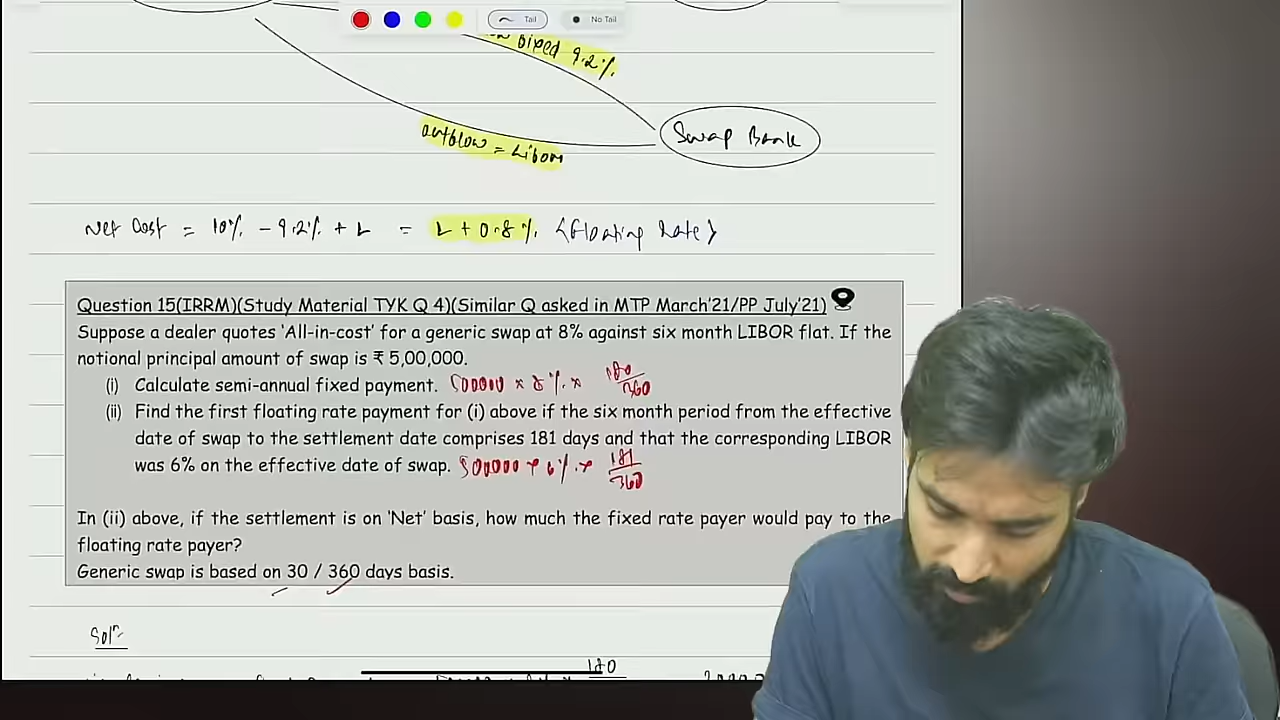 Tail No Tail
fixed 9.2%
outflow = Libor
Swap Bank
Net Cost = 10% - 9.2% + L = L + 0.8% (Floating Rate)
Question 15(IRRM)(Study Material TYK Q 4)(Similar Q asked in MTP March'21/PP July'21)
Suppose a dealer quotes 'All-in-cost' for a generic swap at 8% against six month LIBOR flat. If the
notional principal amount of swap is ₹ 5,00,000.
(i) Calculate semi-annual fixed payment. 500000 × 8% × 180/360
(ii) Find the first floating rate payment for (i) above if the six month period from the effective
date of swap to the settlement date comprises 181 days and that the corresponding LIBOR
was 6% on the effective date of swap. 500000 × 6% × 181/360
In (ii) above, if the settlement is on 'Net' basis, how much the fixed rate payer would pay to the
floating rate payer?
Generic swap is based on 30 / 360 days basis.
Solⁿ
180